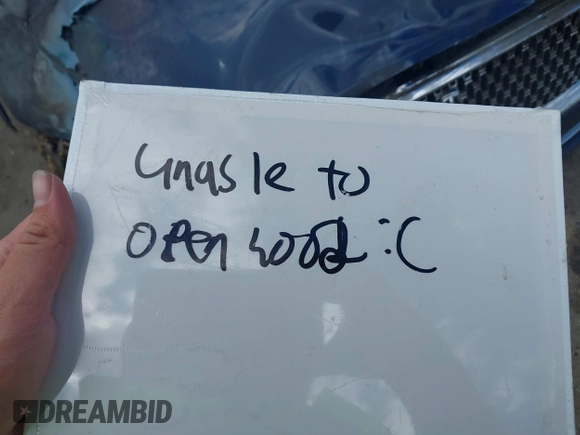 unable to
open hood :(
DREAMBID